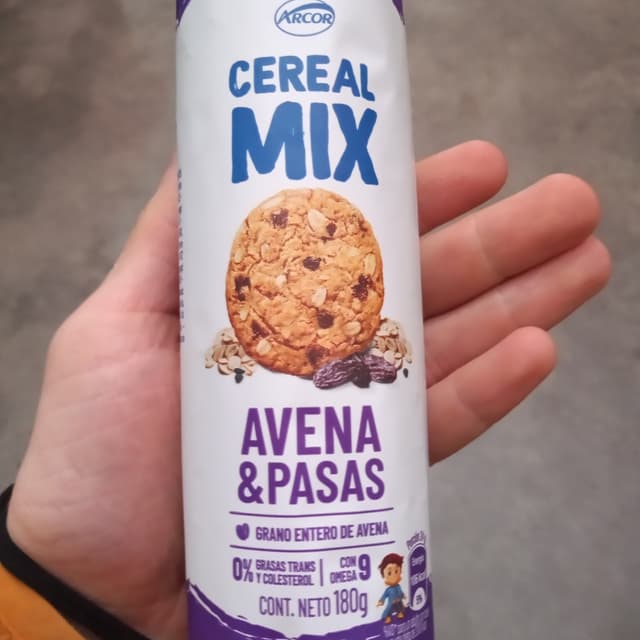 ARCOR
CEREAL
MIX
AVENA
&PASAS
GRANO ENTERO DE AVENA
0% GRASAS TRANS
Y COLESTEROL
CON
OMEGA 9
CONT. NETO 180g